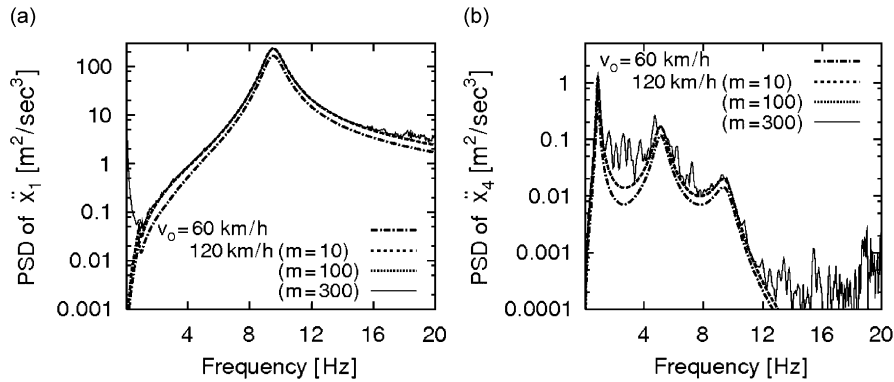 (a)
PSD of ẍ₁ [m²/sec³]
100
10
1
0.1
0.01
0.001
v₀=60 km/h
120 km/h (m=10)
(m=100)
(m=300)
4 8 12 16 20
Frequency [Hz]
(b)
PSD of ẍ₄ [m²/sec³]
1
0.1
0.01
0.001
0.0001
v₀=60 km/h
120 km/h (m=10)
(m=100)
(m=300)
4 8 12 16 20
Frequency [Hz]